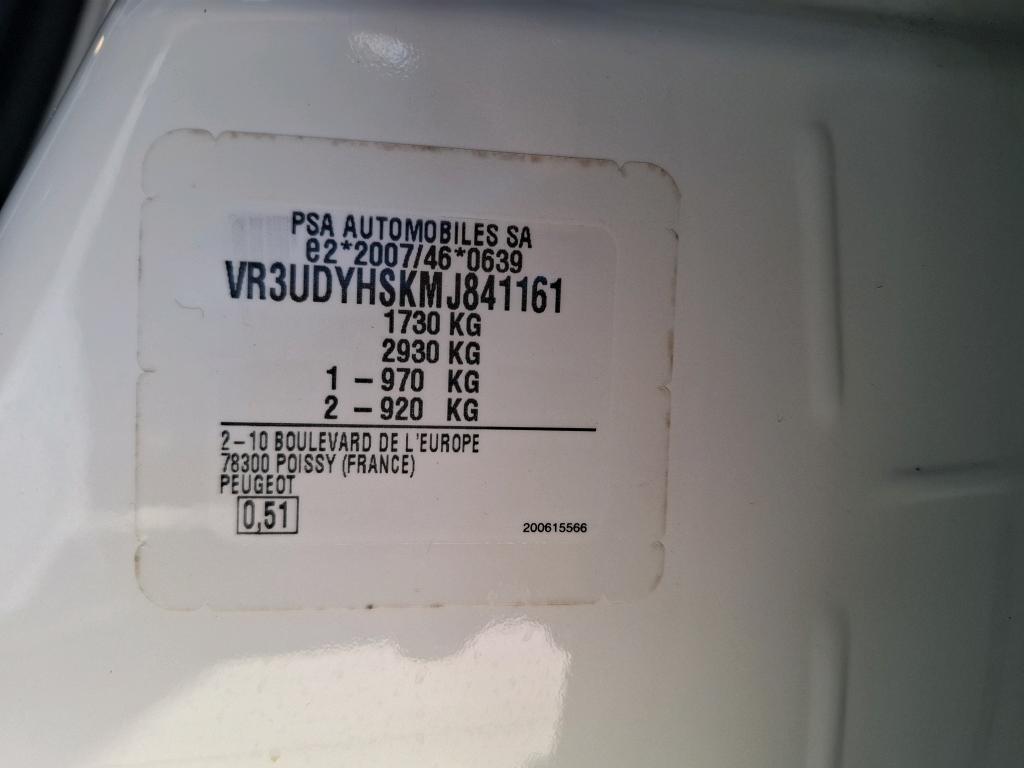 PSA AUTOMOBILES SA
e2*2007/46*0639
VR3UDYHSKMJ841161
1730 KG
2930 KG
1 – 970 KG
2 – 920 KG
2–10 BOULEVARD DE L'EUROPE
78300 POISSY (FRANCE)
PEUGEOT
0,51
200615566